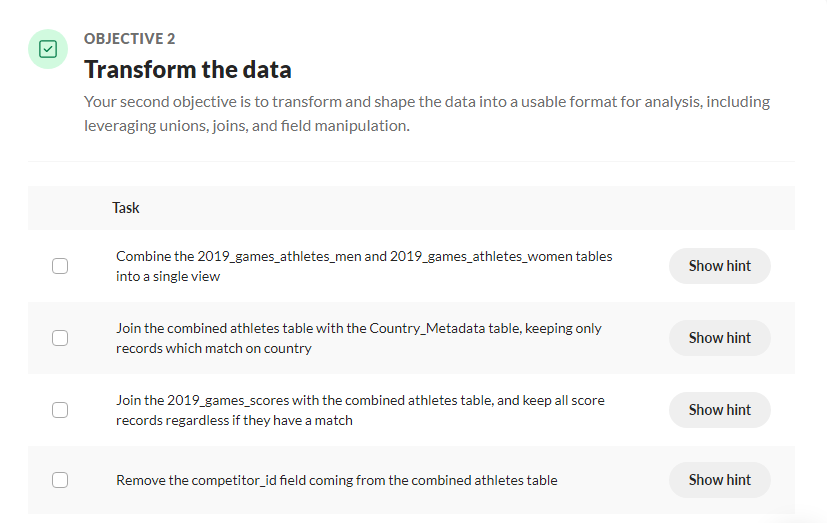 OBJECTIVE 2
Transform the data
Your second objective is to transform and shape the data into a usable format for analysis, including
leveraging unions, joins, and field manipulation.
Task
Combine the 2019_games_athletes_men and 2019_games_athletes_women tables
into a single view
Show hint
Join the combined athletes table with the Country_Metadata table, keeping only
records which match on country
Show hint
Join the 2019_games_scores with the combined athletes table, and keep all score
records regardless if they have a match
Show hint
Remove the competitor_id field coming from the combined athletes table
Show hint